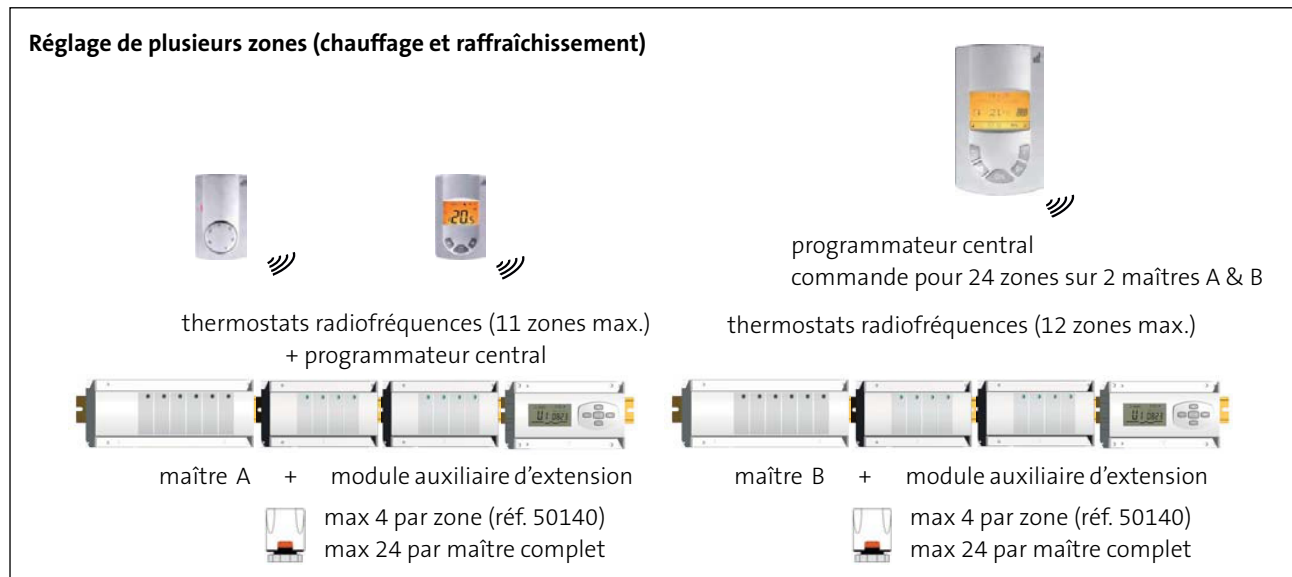 Réglage de plusieurs zones (chauffage et raffraîchissement)
programmateur central
commande pour 24 zones sur 2 maîtres A & B
thermostats radiofréquences (11 zones max.)
+ programmateur central
thermostats radiofréquences (12 zones max.)
maître A + module auxiliaire d'extension
max 4 par zone (réf. 50140)
max 24 par maître complet
maître B + module auxiliaire d'extension
max 4 par zone (réf. 50140)
max 24 par maître complet